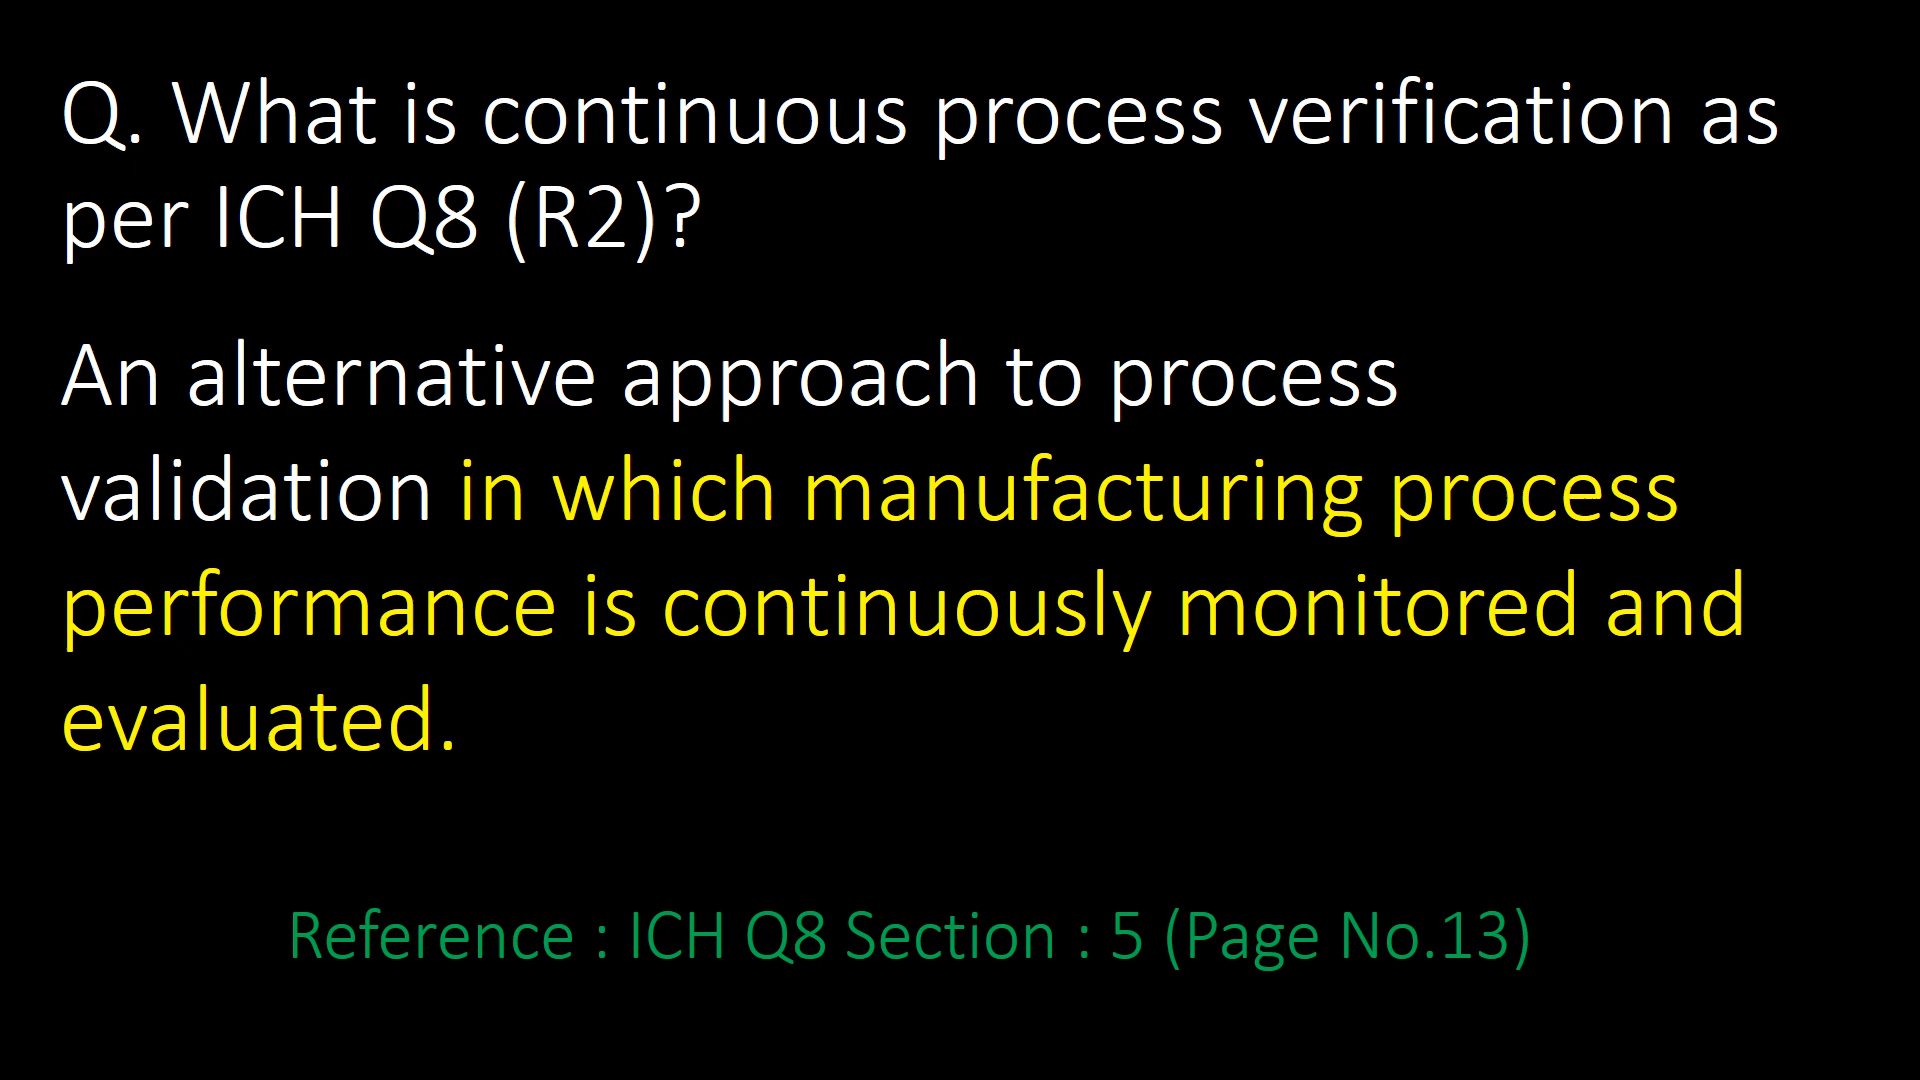 Q. What is continuous process verification as
per ICH Q8 (R2)?
An alternative approach to process
validation in which manufacturing process
performance is continuously monitored and
evaluated.
Reference : ICH Q8 Section : 5 (Page No.13)